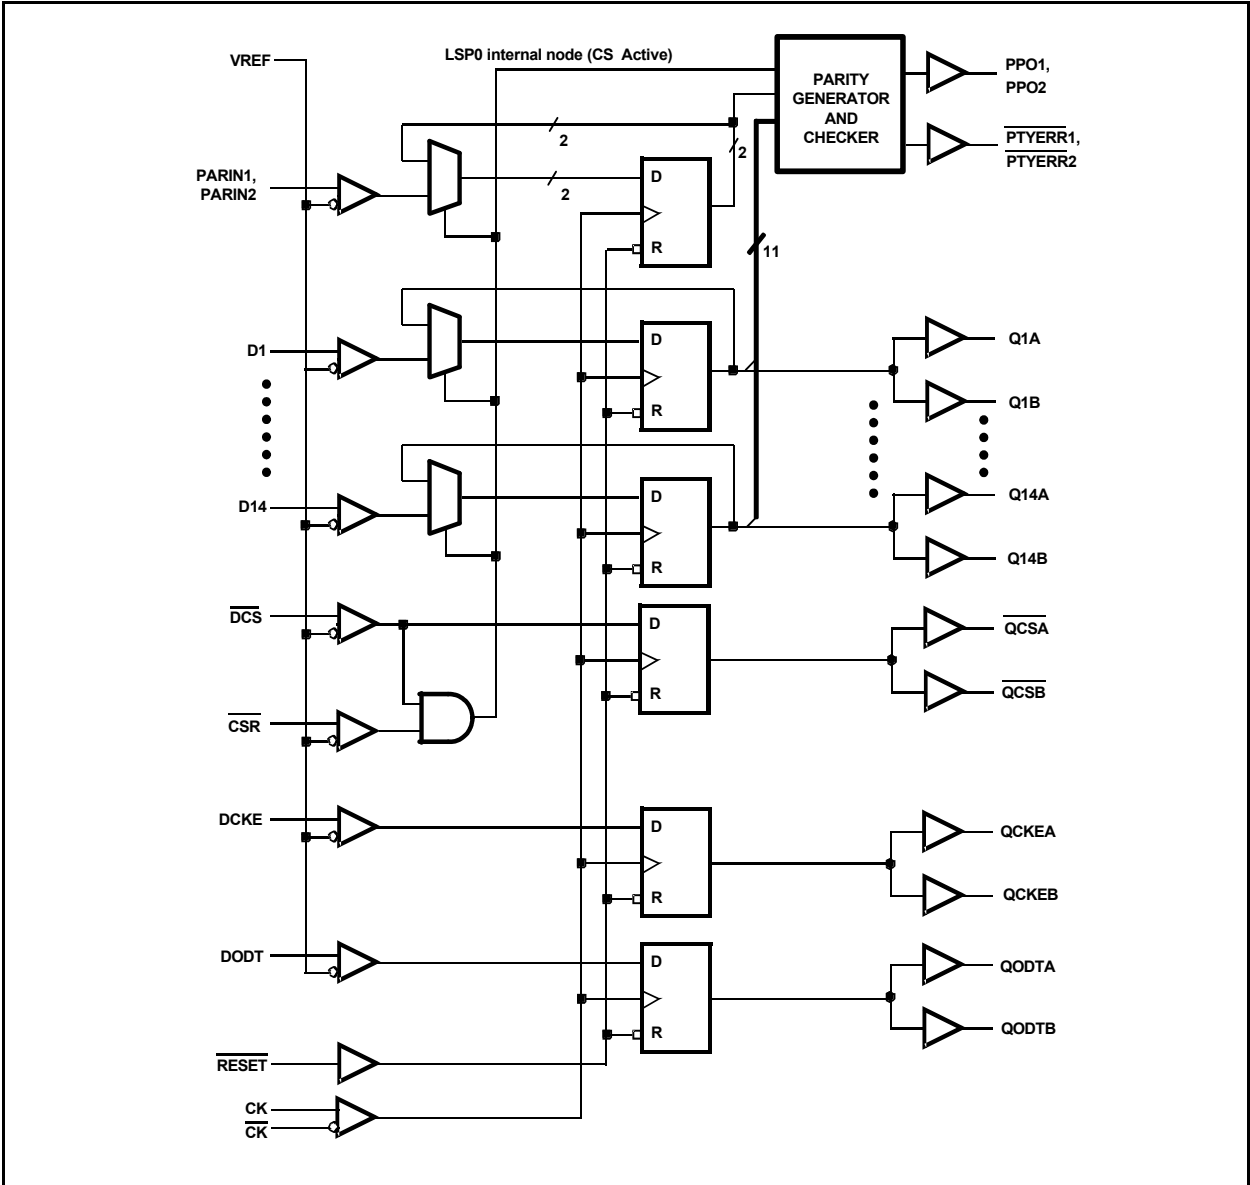 VREF
LSP0 internal node (CS Active)
PARITY
GENERATOR
AND
CHECKER
PPO1,
PPO2
PTYERR1,
PTYERR2
2
2
2
PARIN1,
PARIN2
D
R
11
D1
D
R
Q1A
Q1B
D14
D
R
Q14A
Q14B
DCS
D
R
QCSA
QCSB
CSR
DCKE
D
R
QCKEA
QCKEB
DODT
D
R
QODTA
QODTB
RESET
CK
CK